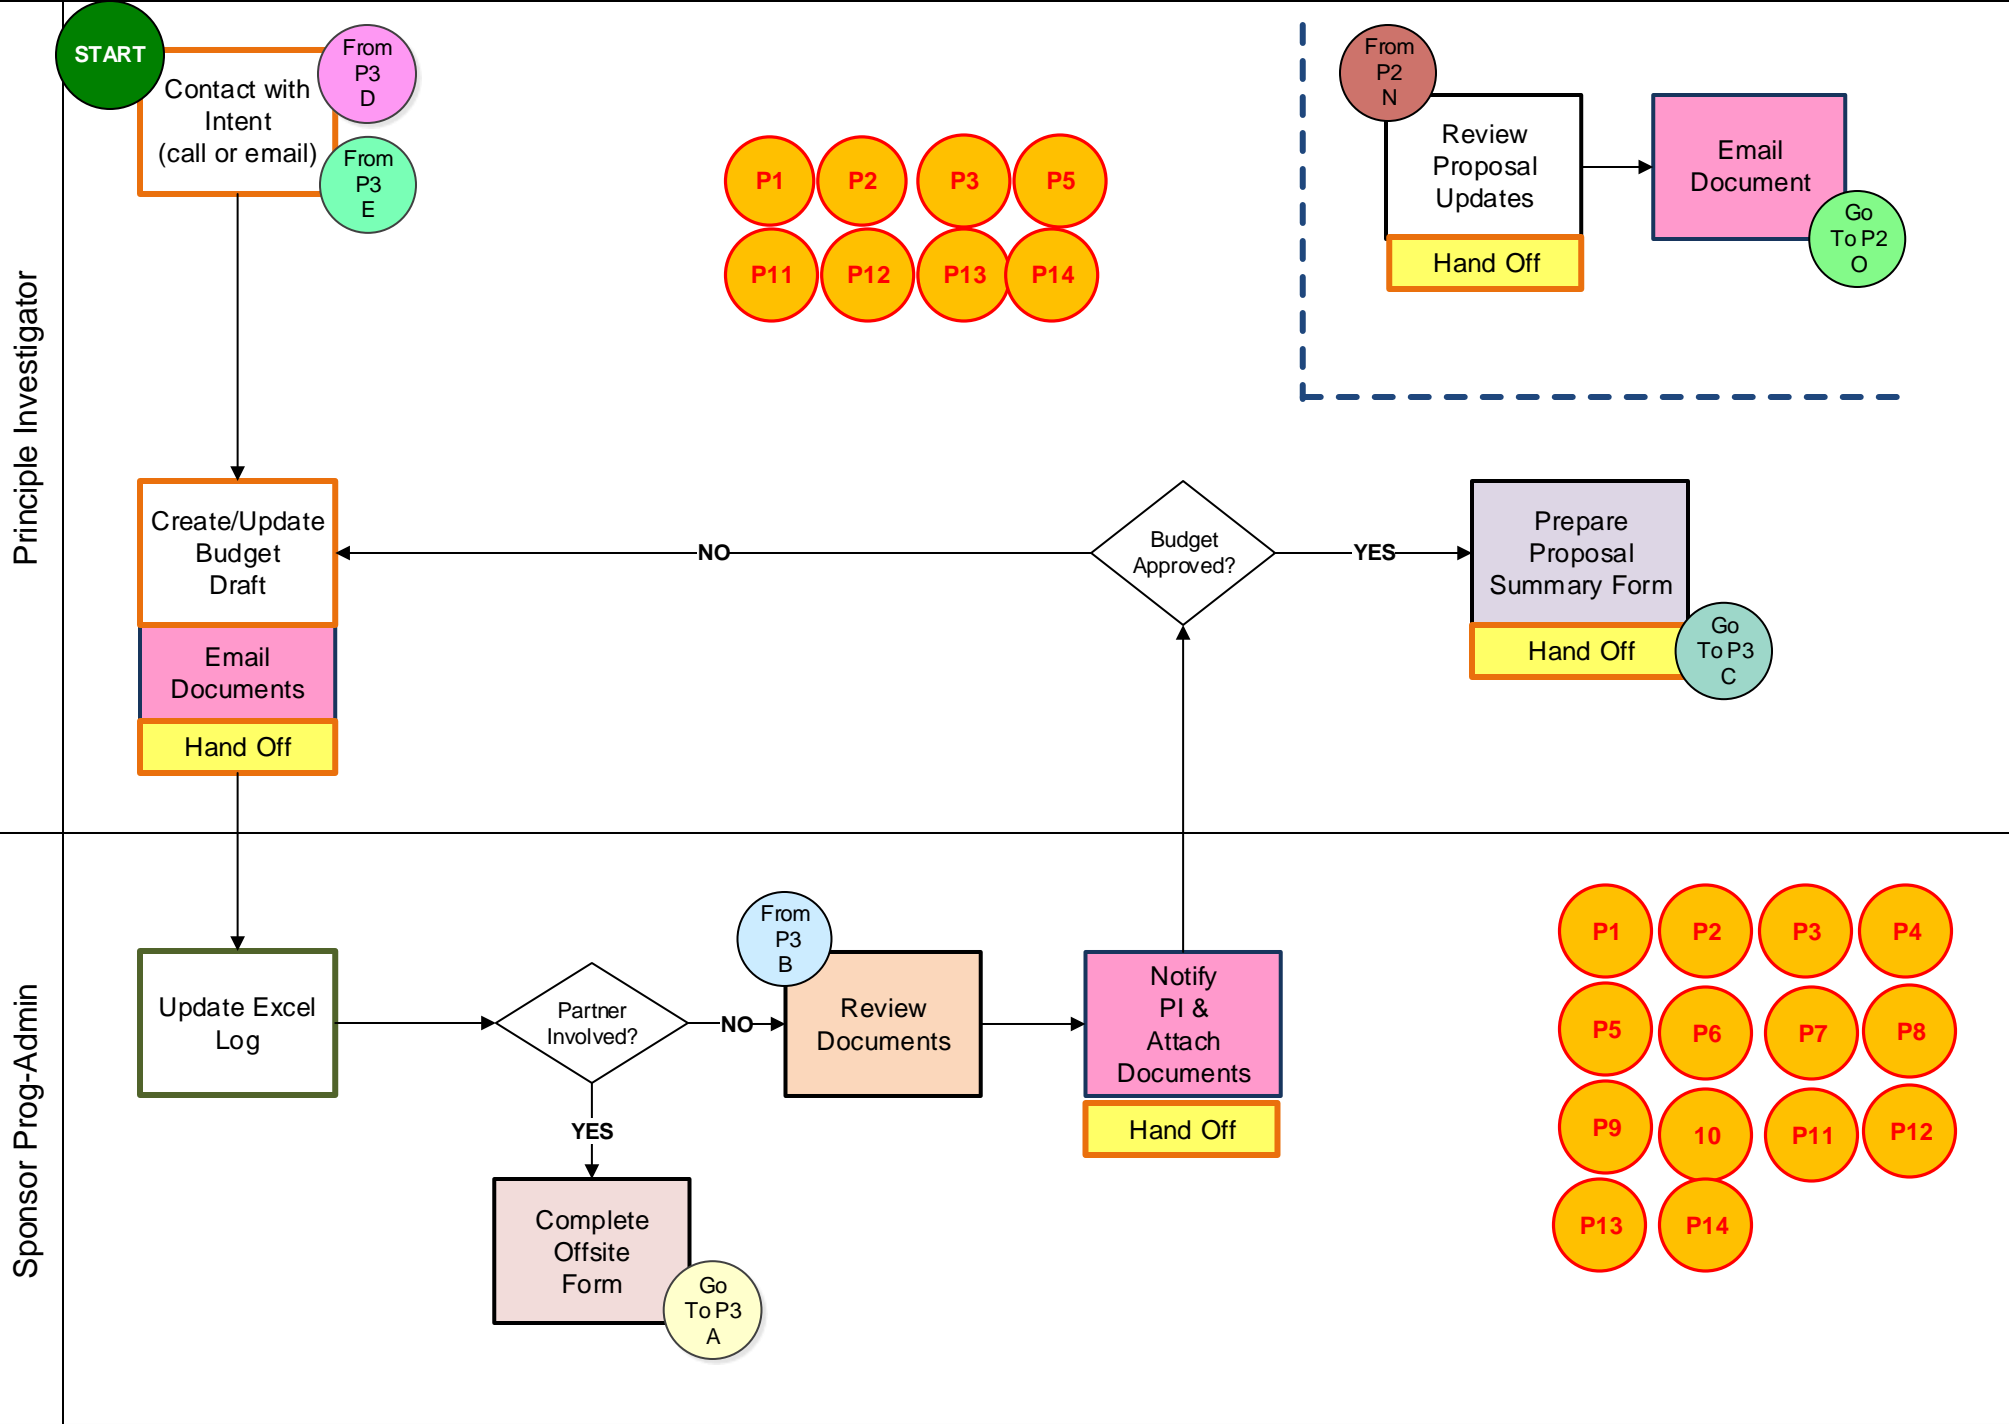 Principle Investigator
START
Contact with
Intent
(call or email)
From
P3
D
From
P3
E
P1
P2
P3
P5
P11
P12
P13
P14
From
P2
N
Review
Proposal
Updates
Hand Off
Email
Document
Go
To P2
O
Create/Update
Budget
Draft
Email
Documents
Hand Off
NO
Budget
Approved?
YES
Prepare
Proposal
Summary Form
Hand Off
Go
To P3
C
Sponsor Prog-Admin
Update Excel
Log
Partner
Involved?
NO
YES
Complete
Offsite
Form
Go
To P3
A
From
P3
B
Review
Documents
Notify
PI &
Attach
Documents
Hand Off
P1
P2
P3
P4
P5
P6
P7
P8
P9
10
P11
P12
P13
P14